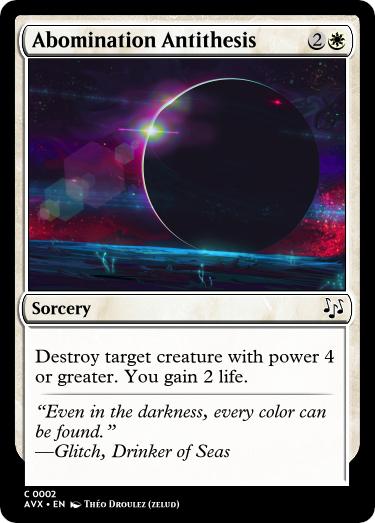 Abomination Antithesis 2
Sorcery
Destroy target creature with power 4
or greater. You gain 2 life.
“Even in the darkness, every color can
be found.”
—Glitch, Drinker of Seas
C 0002
AVX • EN Théo Droulez (zelud)